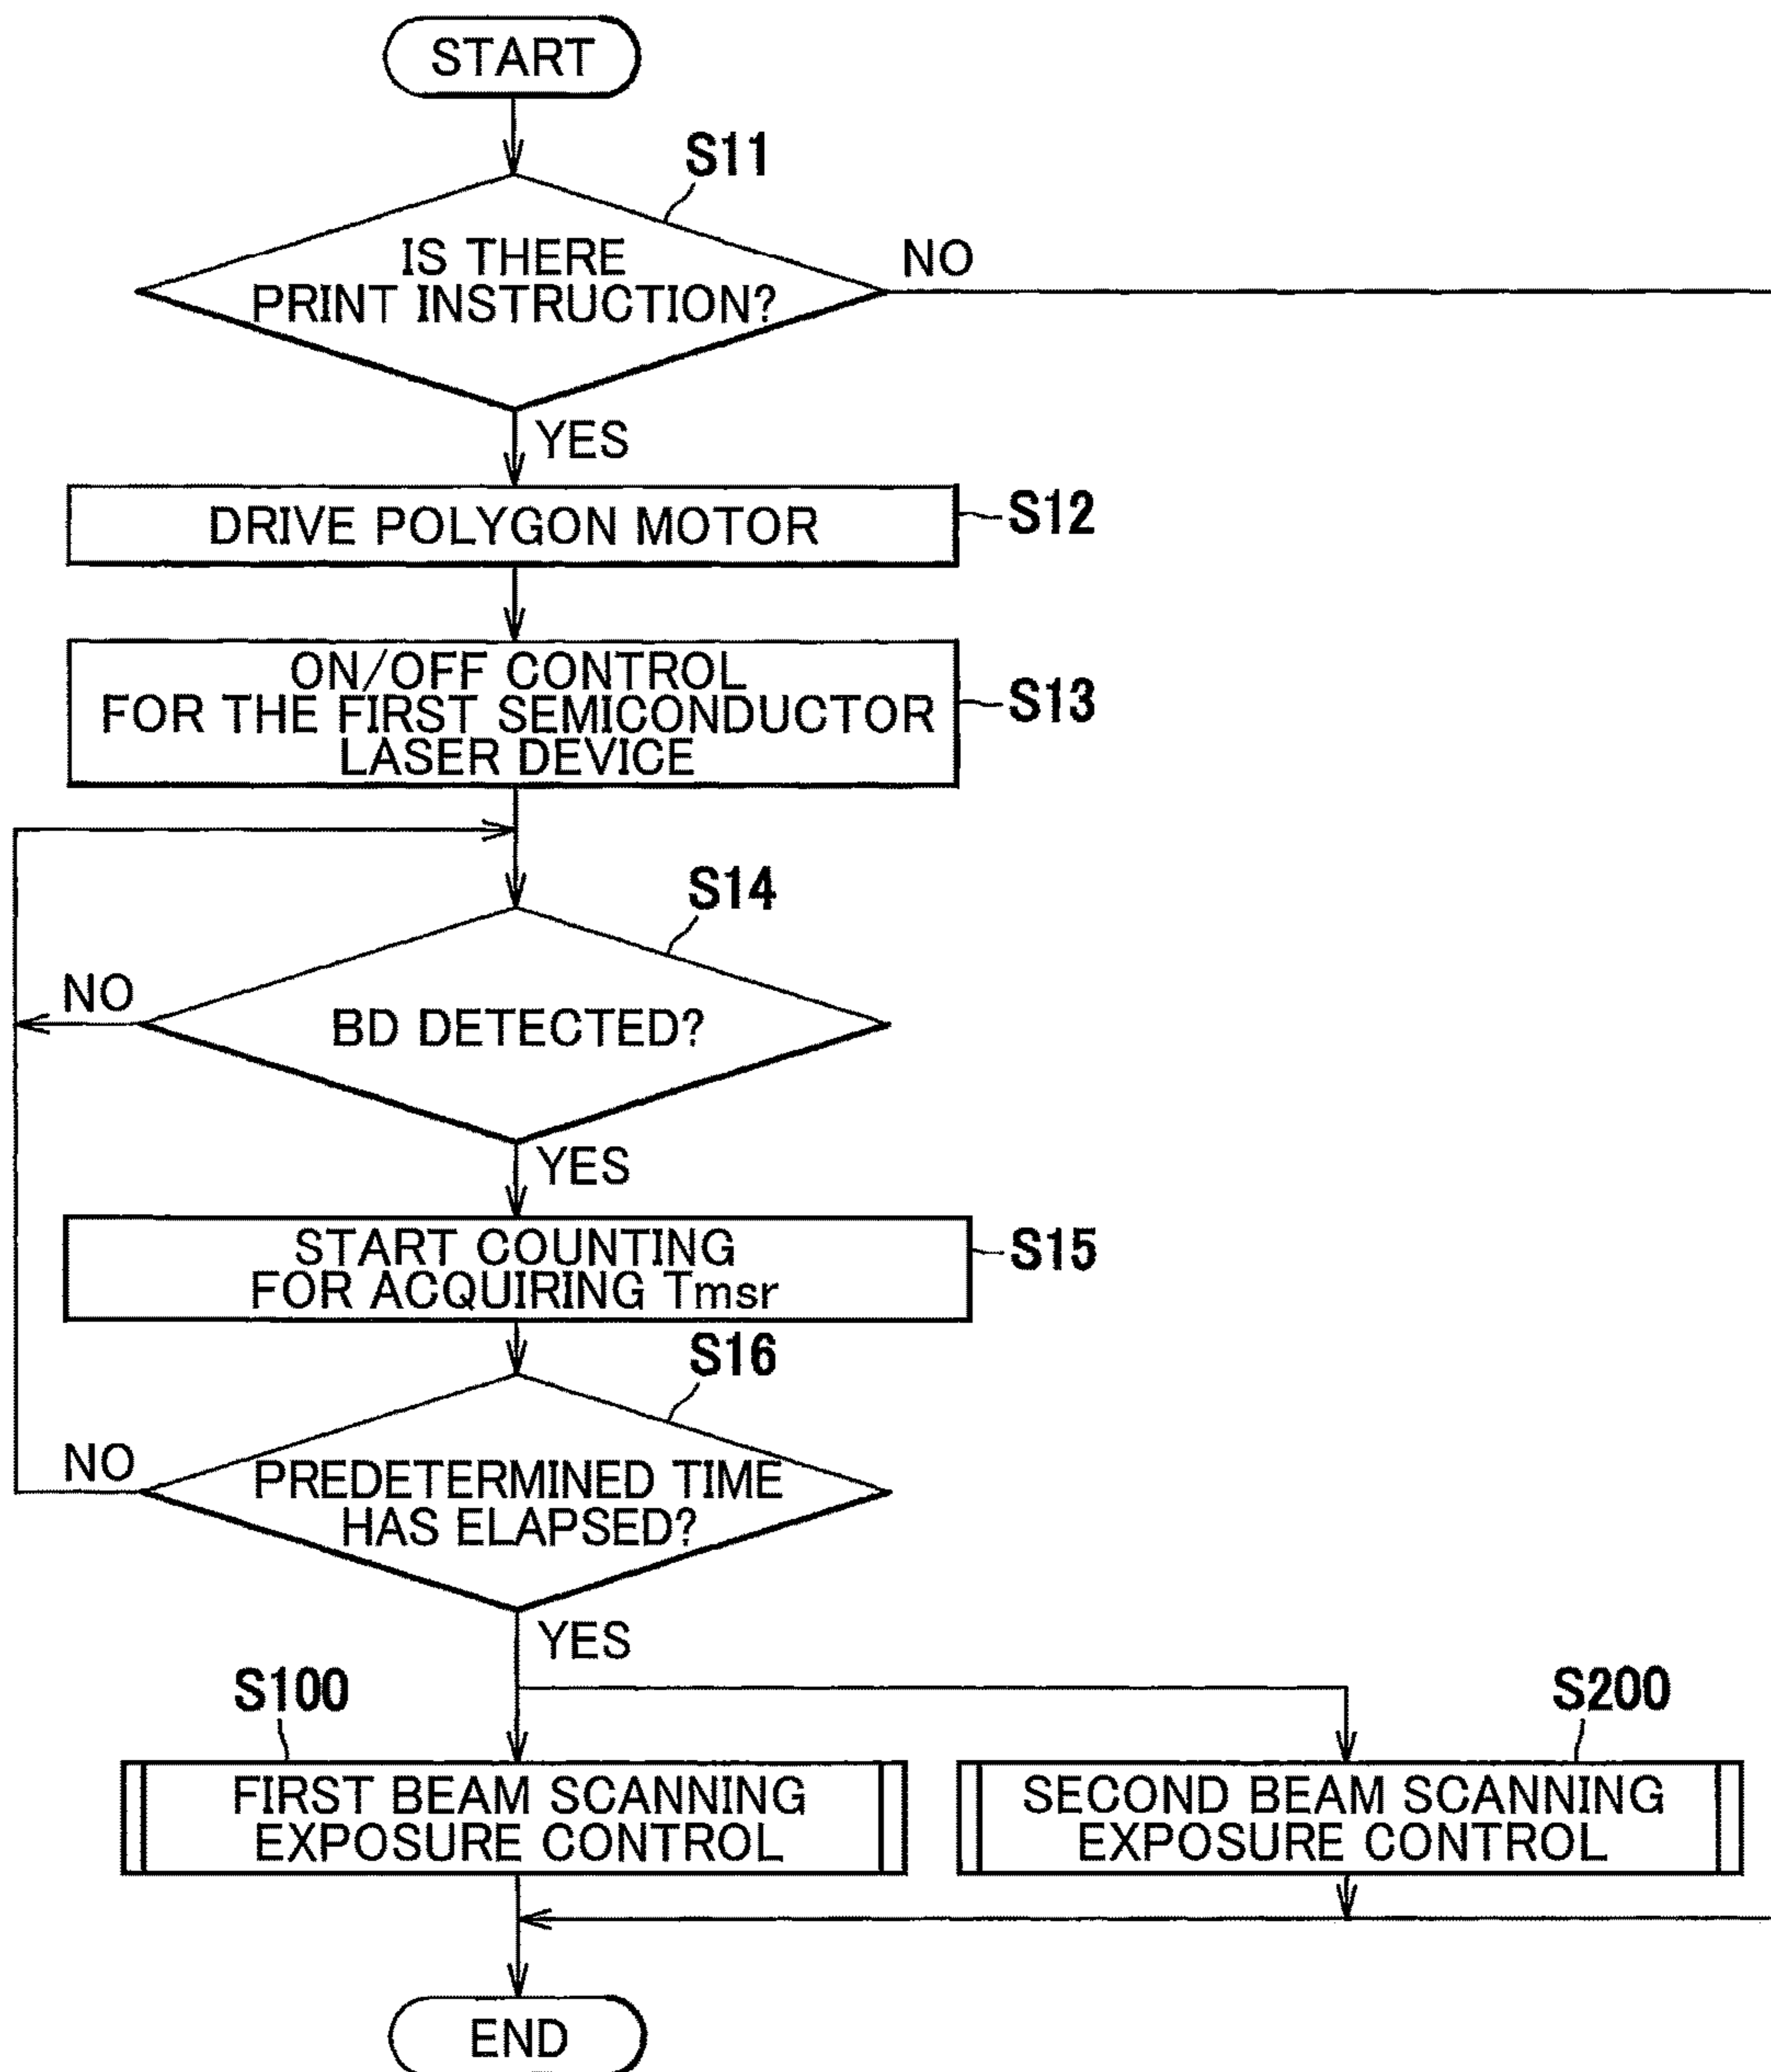 START
S11
IS THERE
PRINT INSTRUCTION?
NO
YES
DRIVE POLYGON MOTOR
S12
ON/OFF CONTROL
FOR THE FIRST SEMICONDUCTOR
LASER DEVICE
S13
S14
NO
BD DETECTED?
YES
START COUNTING
FOR ACQUIRING Tmsr
S15
S16
NO
PREDETERMINED TIME
HAS ELAPSED?
YES
S100
S200
FIRST BEAM SCANNING
EXPOSURE CONTROL
SECOND BEAM SCANNING
EXPOSURE CONTROL
END